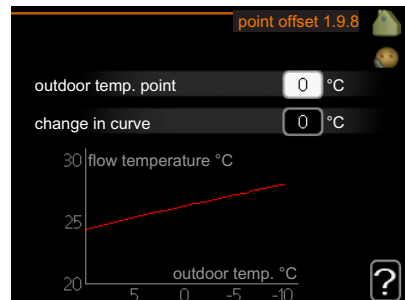 point offset 1.9.8
outdoor temp. point 0 °C
change in curve 0 °C
30 flow temperature °C
25
outdoor temp. °C
20
5 0 -5 -10
?